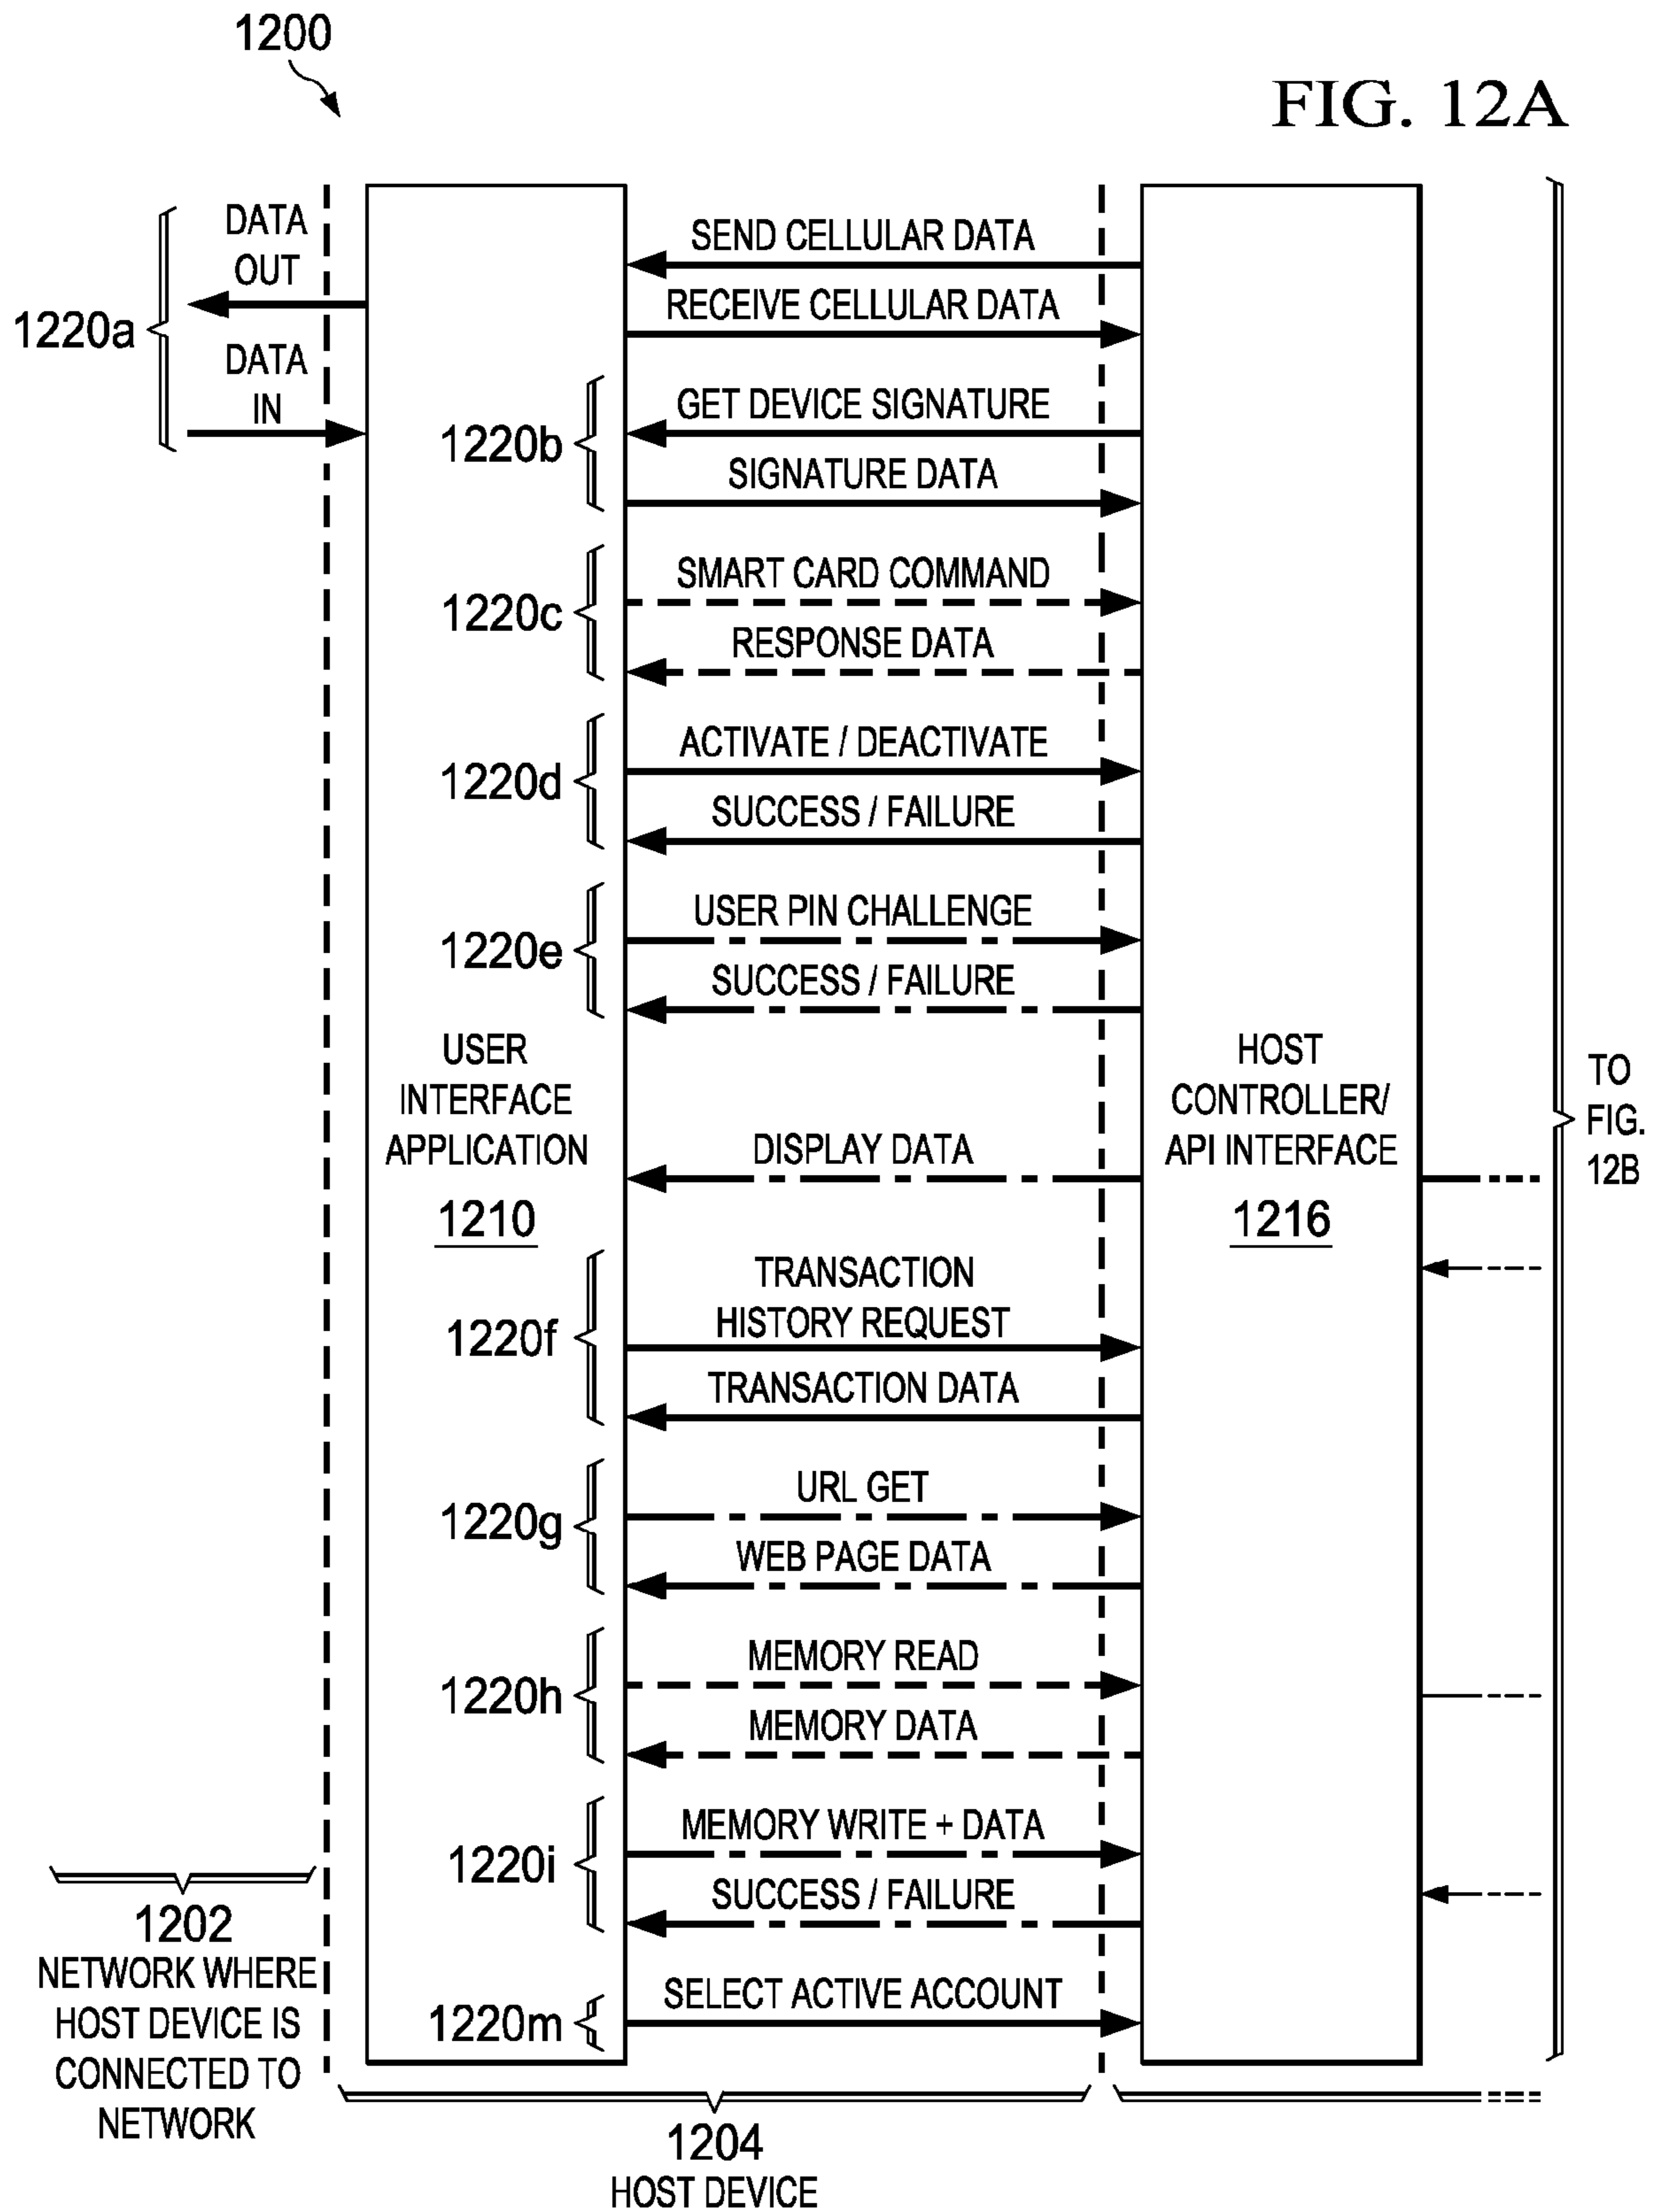 1200
FIG. 12A
DATA
OUT
1220a
DATA
IN
SEND CELLULAR DATA
RECEIVE CELLULAR DATA
1220b
GET DEVICE SIGNATURE
SIGNATURE DATA
1220c
SMART CARD COMMAND
RESPONSE DATA
1220d
ACTIVATE / DEACTIVATE
SUCCESS / FAILURE
1220e
USER PIN CHALLENGE
SUCCESS / FAILURE
USER
INTERFACE
APPLICATION
1210
DISPLAY DATA
HOST
CONTROLLER/
API INTERFACE
1216
TO
FIG.
12B
1220f
TRANSACTION
HISTORY REQUEST
TRANSACTION DATA
1220g
URL GET
WEB PAGE DATA
1220h
MEMORY READ
MEMORY DATA
1220i
MEMORY WRITE + DATA
SUCCESS / FAILURE
1220m
SELECT ACTIVE ACCOUNT
1202
NETWORK WHERE
HOST DEVICE IS
CONNECTED TO
NETWORK
1204
HOST DEVICE